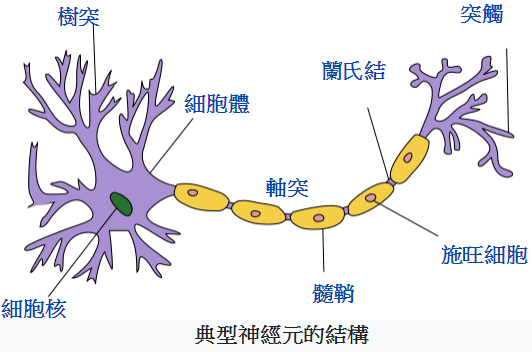 樹突
突觸
蘭氏結
細胞體
軸突
施旺細胞
髓鞘
細胞核
典型神經元的結構